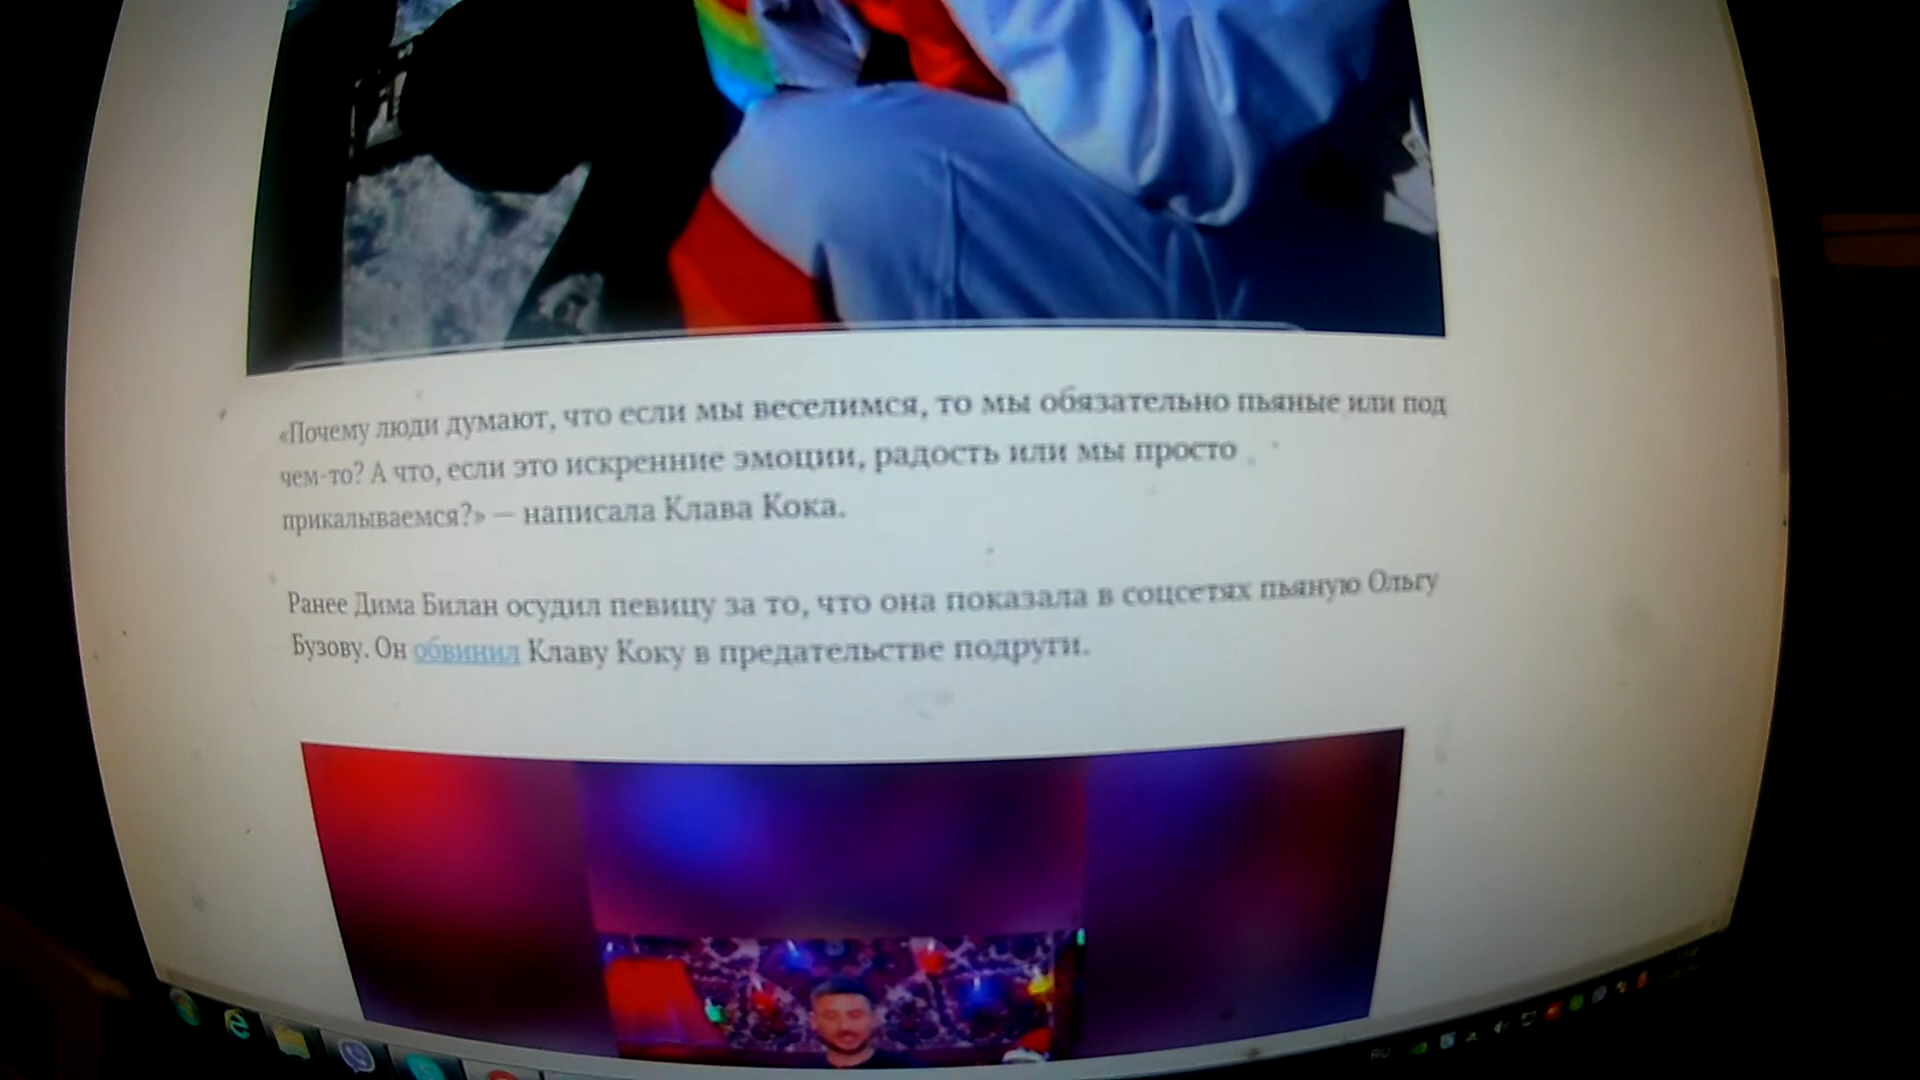 «Почему люди думают, что если мы веселимся, то мы обязательно пьяные или под
чем-то? А что, если это искренние эмоции, радость или мы просто
прикалываемся?» — написала Клава Кока.
Ранее Дима Билан осудил певицу за то, что она показала в соцсетях пьяную Ольгу
Бузову. Он обвинил Клаву Коку в предательстве подруги.
RU